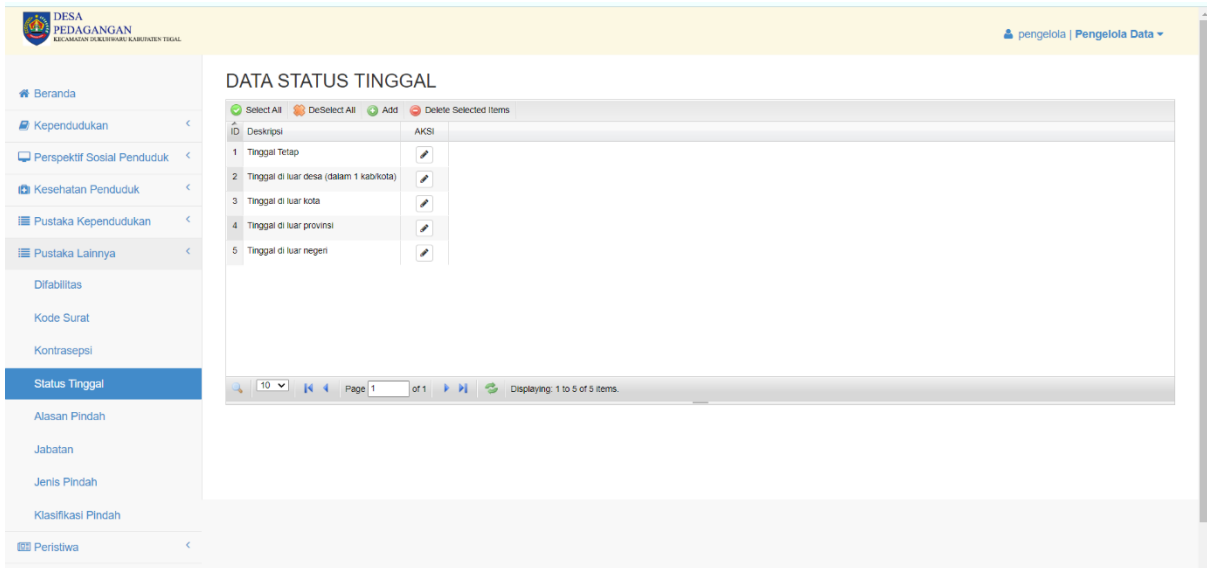 DESA
PEDAGANGAN
KECAMATAN DUKUHWARU KABUPATEN TEGAL
pengelola | Pengelola Data
Beranda
Kependudukan
Perspektif Sosial Penduduk
Kesehatan Penduduk
Pustaka Kependudukan
Pustaka Lainnya
Difabilitas
Kode Surat
Kontrasepsi
Status Tinggal
Alasan Pindah
Jabatan
Jenis Pindah
Klasifikasi Pindah
Peristiwa
DATA STATUS TINGGAL
Select All DeSelect All Add Delete Selected Items
ID Deskripsi AKSI
1 Tinggal Tetap
2 Tinggal di luar desa (dalam 1 kab/kota)
3 Tinggal di luar kota
4 Tinggal di luar provinsi
5 Tinggal di luar negeri
10 Page 1 of 1 Displaying: 1 to 5 of 5 items.